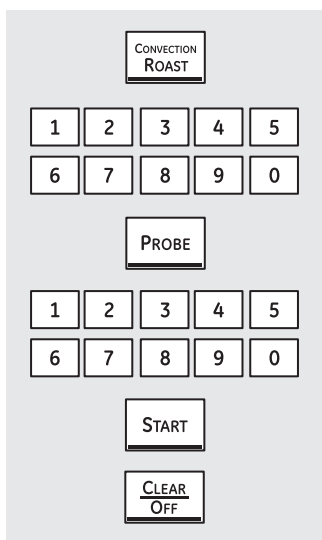 CONVECTION
ROAST
1 2 3 4 5
6 7 8 9 0
PROBE
1 2 3 4 5
6 7 8 9 0
START
CLEAR
OFF